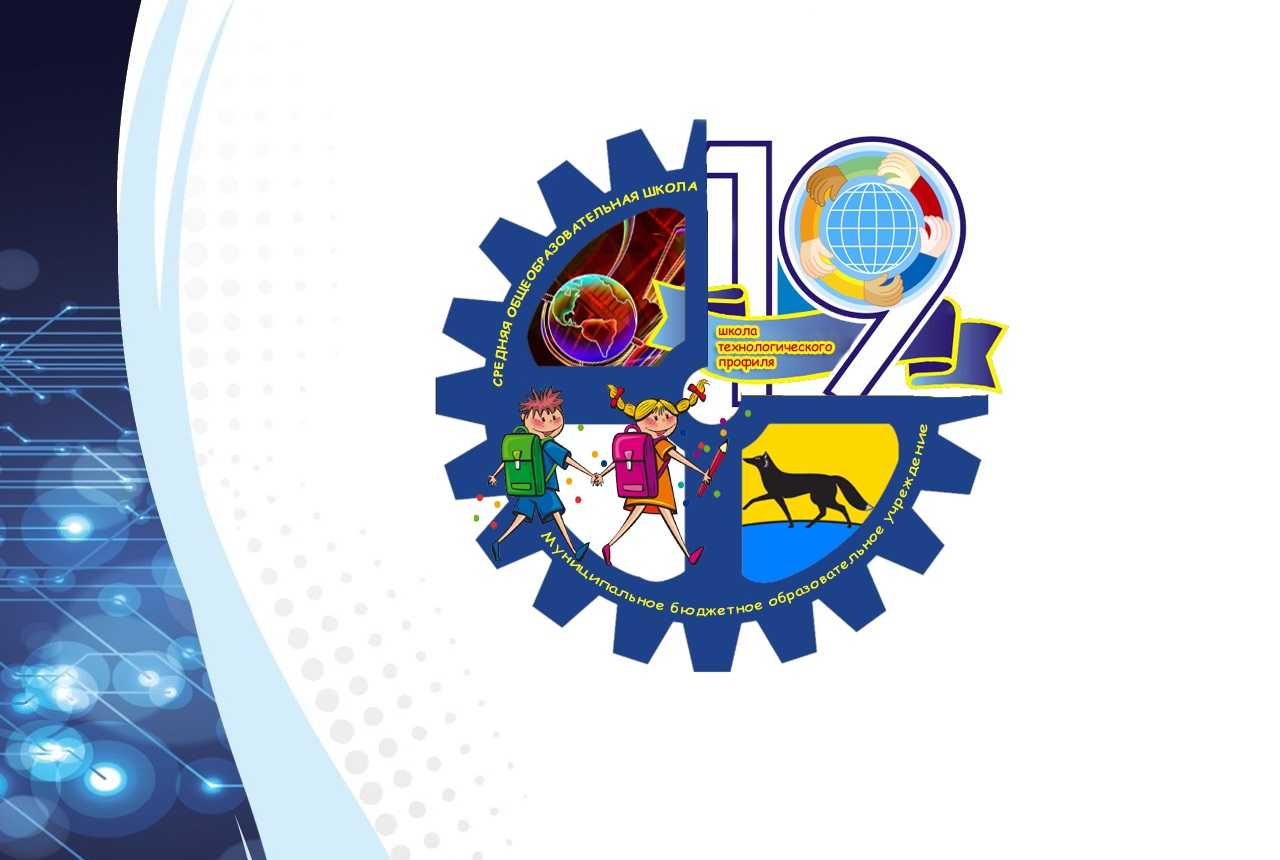 СРЕДНЯЯ ОБЩЕОБРАЗОВАТЕЛЬНАЯ ШКОЛА
19
школа
технологического
профиля
Муниципальное бюджетное образовательное учреждение